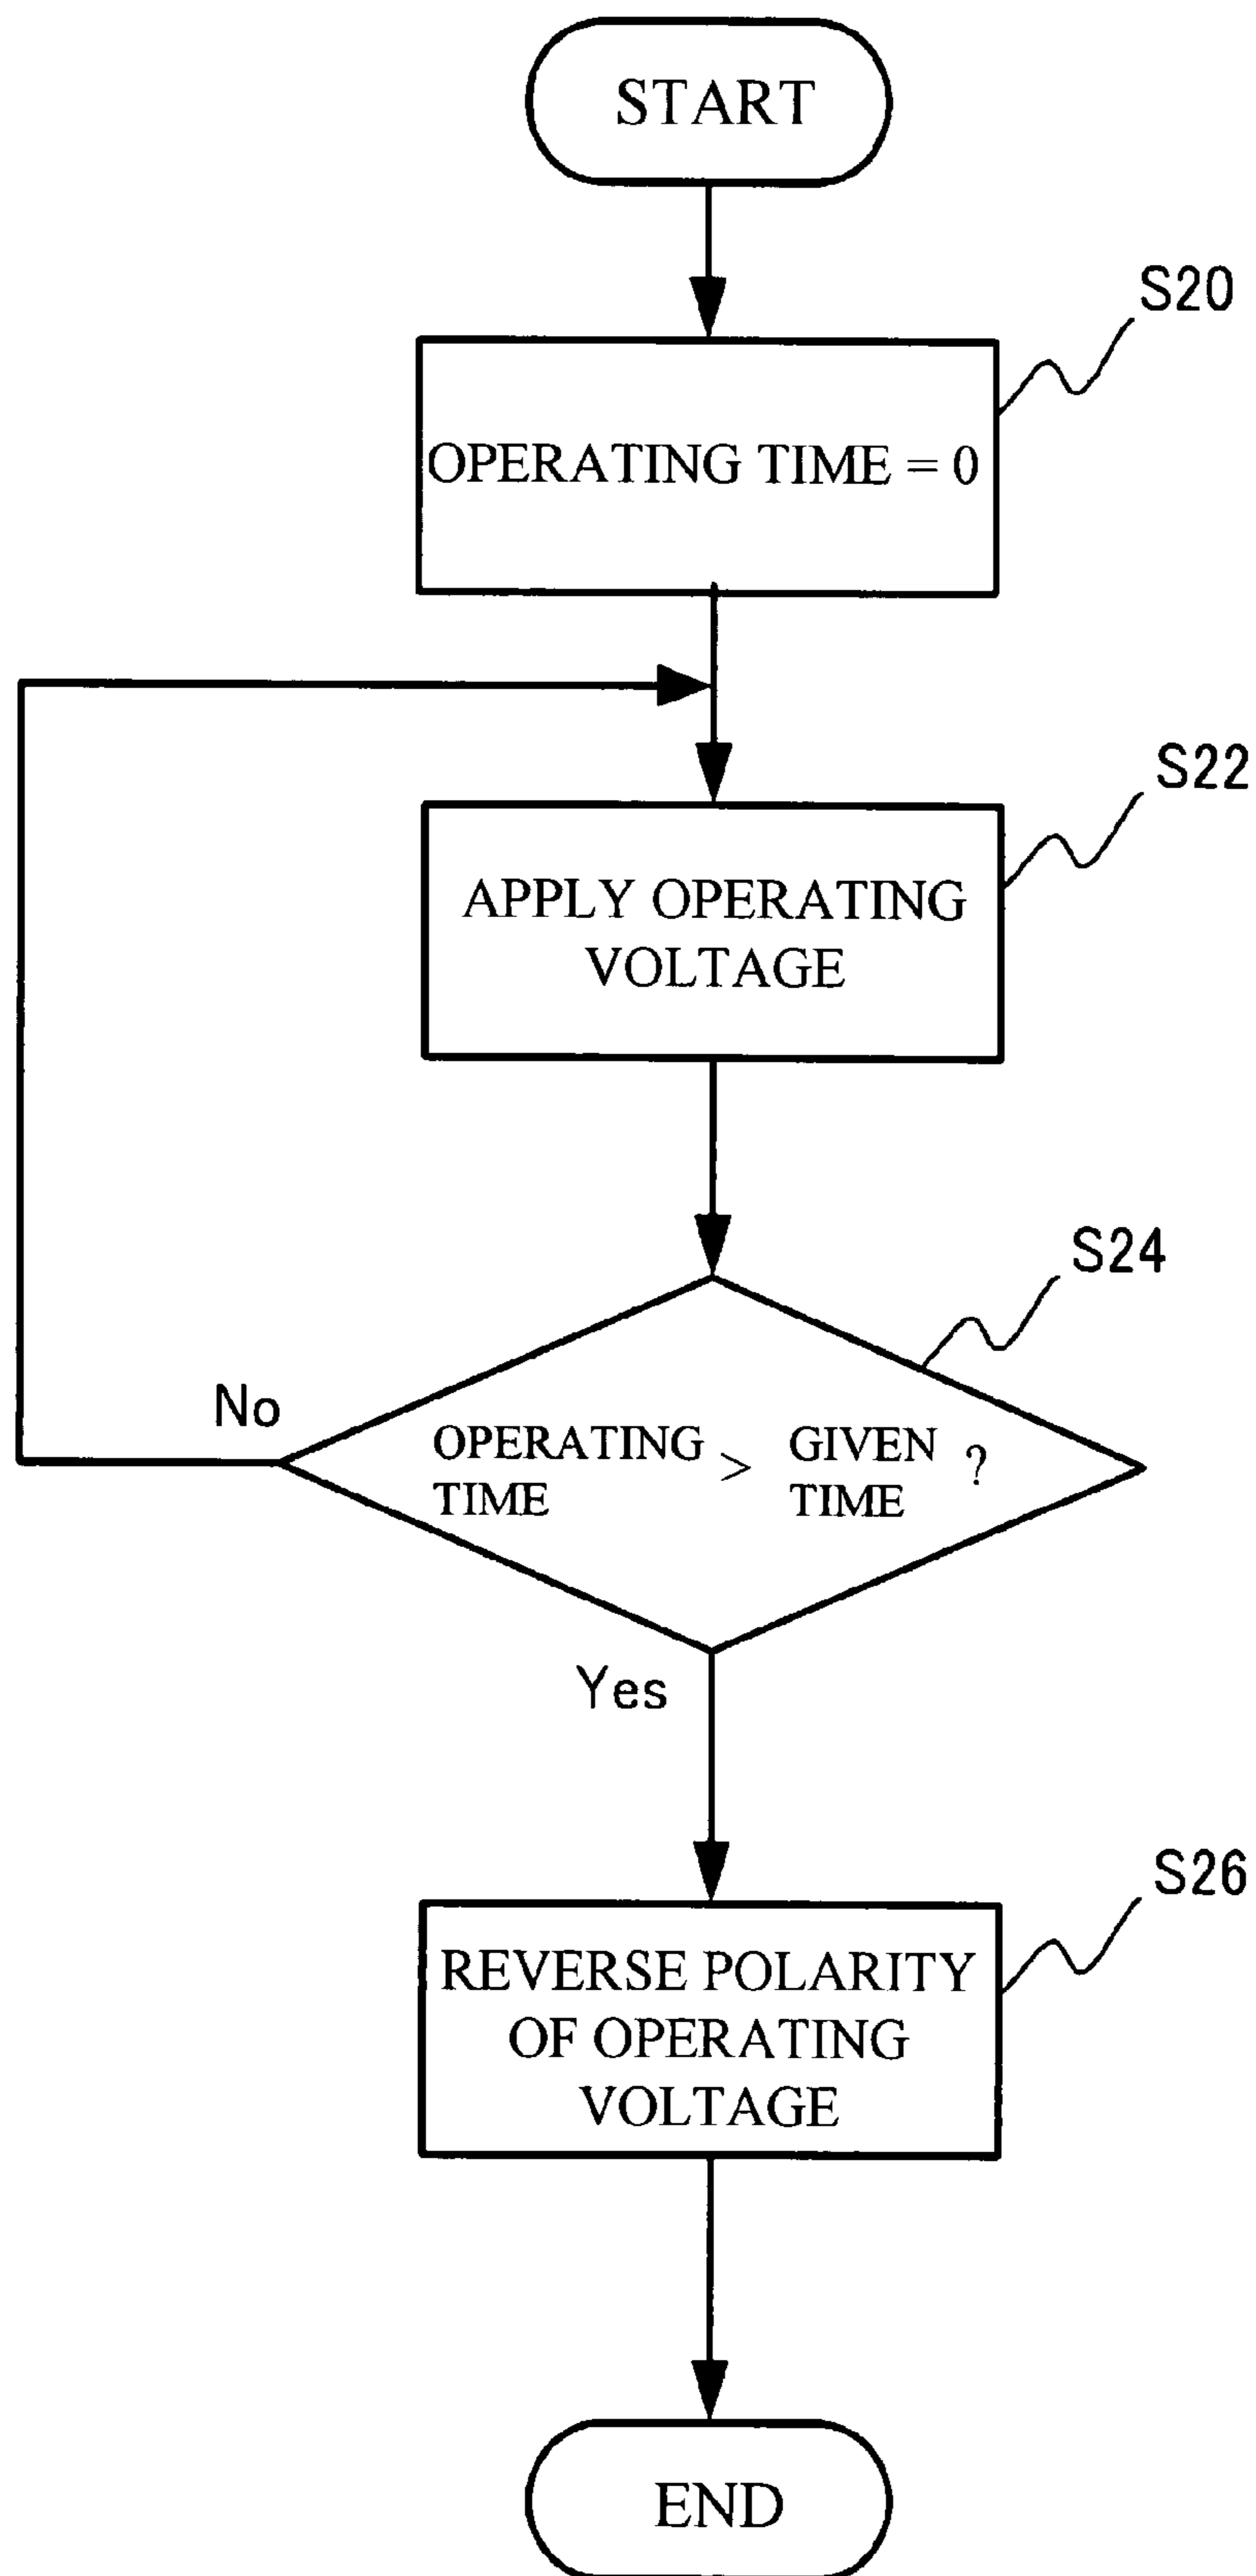 START
S20
OPERATING TIME = 0
S22
APPLY OPERATING
VOLTAGE
S24
No
OPERATING
TIME
>
GIVEN
TIME
?
Yes
S26
REVERSE POLARITY
OF OPERATING
VOLTAGE
END